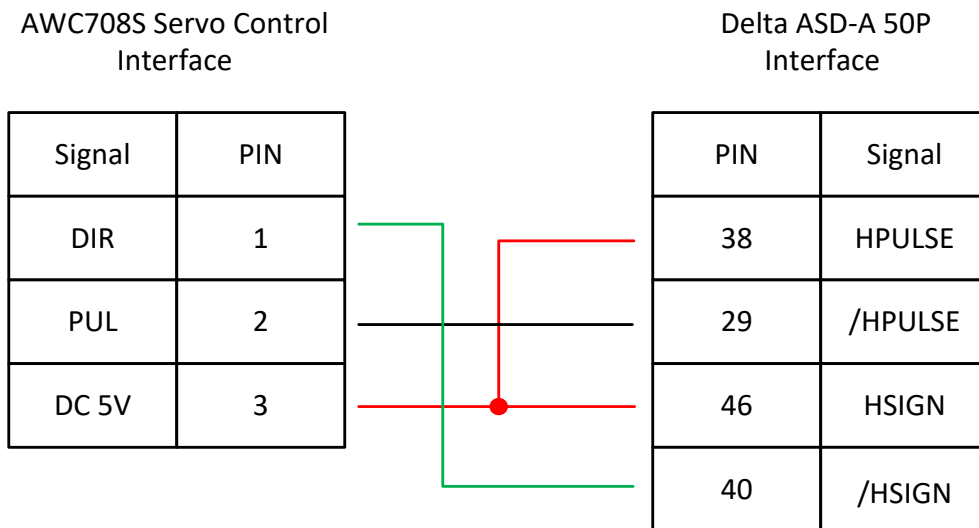 AWC708S Servo Control
Interface
Delta ASD-A 50P
Interface
Signal PIN
DIR 1
PUL 2
DC 5V 3
PIN Signal
38 HPULSE
29 /HPULSE
46 HSIGN
40 /HSIGN